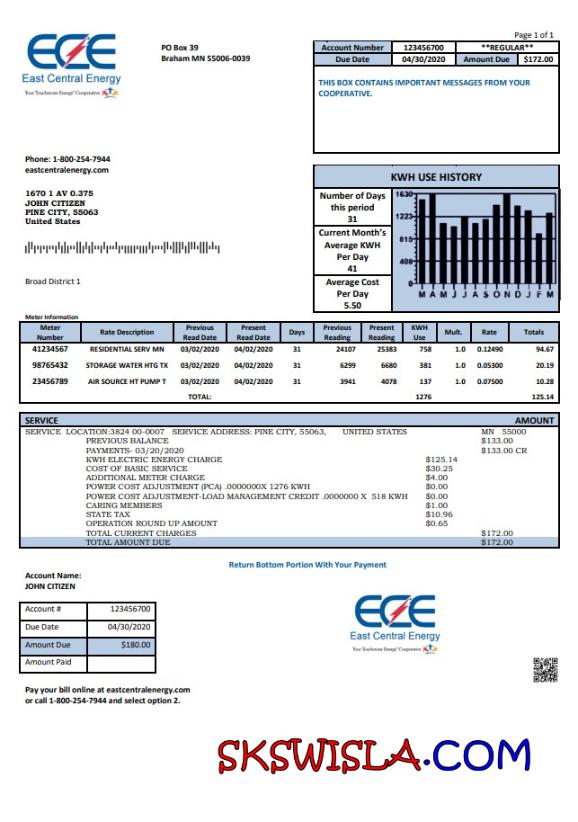 Page 1 of 1
ECE
East Central Energy
Your Touchstone Energy® Cooperative
PO Box 39
Braham MN 55006-0039
Account Number 123456700 **REGULAR**
Due Date 04/30/2020 Amount Due $172.00
THIS BOX CONTAINS IMPORTANT MESSAGES FROM YOUR
COOPERATIVE.
Phone: 1-800-254-7944
eastcentralenergy.com
1670 1 AV 0.375
JOHN CITIZEN
PINE CITY, 55063
United States
Broad District 1
KWH USE HISTORY
Number of Days
this period
31
Current Month's
Average KWH
Per Day
41
Average Cost
Per Day
5.50
1630
1223
815
408
0
M A M J J A S O N D J F M
Meter Information
Meter Number Rate Description Previous Read Date Present Read Date Days Previous Reading Present Reading KWH Use Mult. Rate Totals
41234567 RESIDENTIAL SERV MN 03/02/2020 04/02/2020 31 24107 25383 758 1.0 0.12490 94.67
98765432 STORAGE WATER HTG TX 03/02/2020 04/02/2020 31 6299 6680 381 1.0 0.05300 20.19
23456789 AIR SOURCE HT PUMP T 03/02/2020 04/02/2020 31 3941 4078 137 1.0 0.07500 10.28
TOTAL: 1276 125.14
SERVICE AMOUNT
SERVICE LOCATION:3824 00-0007 SERVICE ADDRESS: PINE CITY, 55063, UNITED STATES MN 55000
PREVIOUS BALANCE $133.00
PAYMENTS- 03/20/2020 $133.00 CR
KWH ELECTRIC ENERGY CHARGE $125.14
COST OF BASIC SERVICE $30.25
ADDITIONAL METER CHARGE $4.00
POWER COST ADJUSTMENT (PCA) .0000000X 1276 KWH $0.00
POWER COST ADJUSTMENT-LOAD MANAGEMENT CREDIT .0000000 X 518 KWH $0.00
CARING MEMBERS $1.00
STATE TAX $10.96
OPERATION ROUND UP AMOUNT $0.65
TOTAL CURRENT CHARGES $172.00
TOTAL AMOUNT DUE $172.00
Return Bottom Portion With Your Payment
Account Name:
JOHN CITIZEN
Account # 123456700
Due Date 04/30/2020
Amount Due $180.00
Amount Paid
ECE
East Central Energy
Your Touchstone Energy® Cooperative
Pay your bill online at eastcentralenergy.com
or call 1-800-254-7944 and select option 2.
SKSWISLA.COM